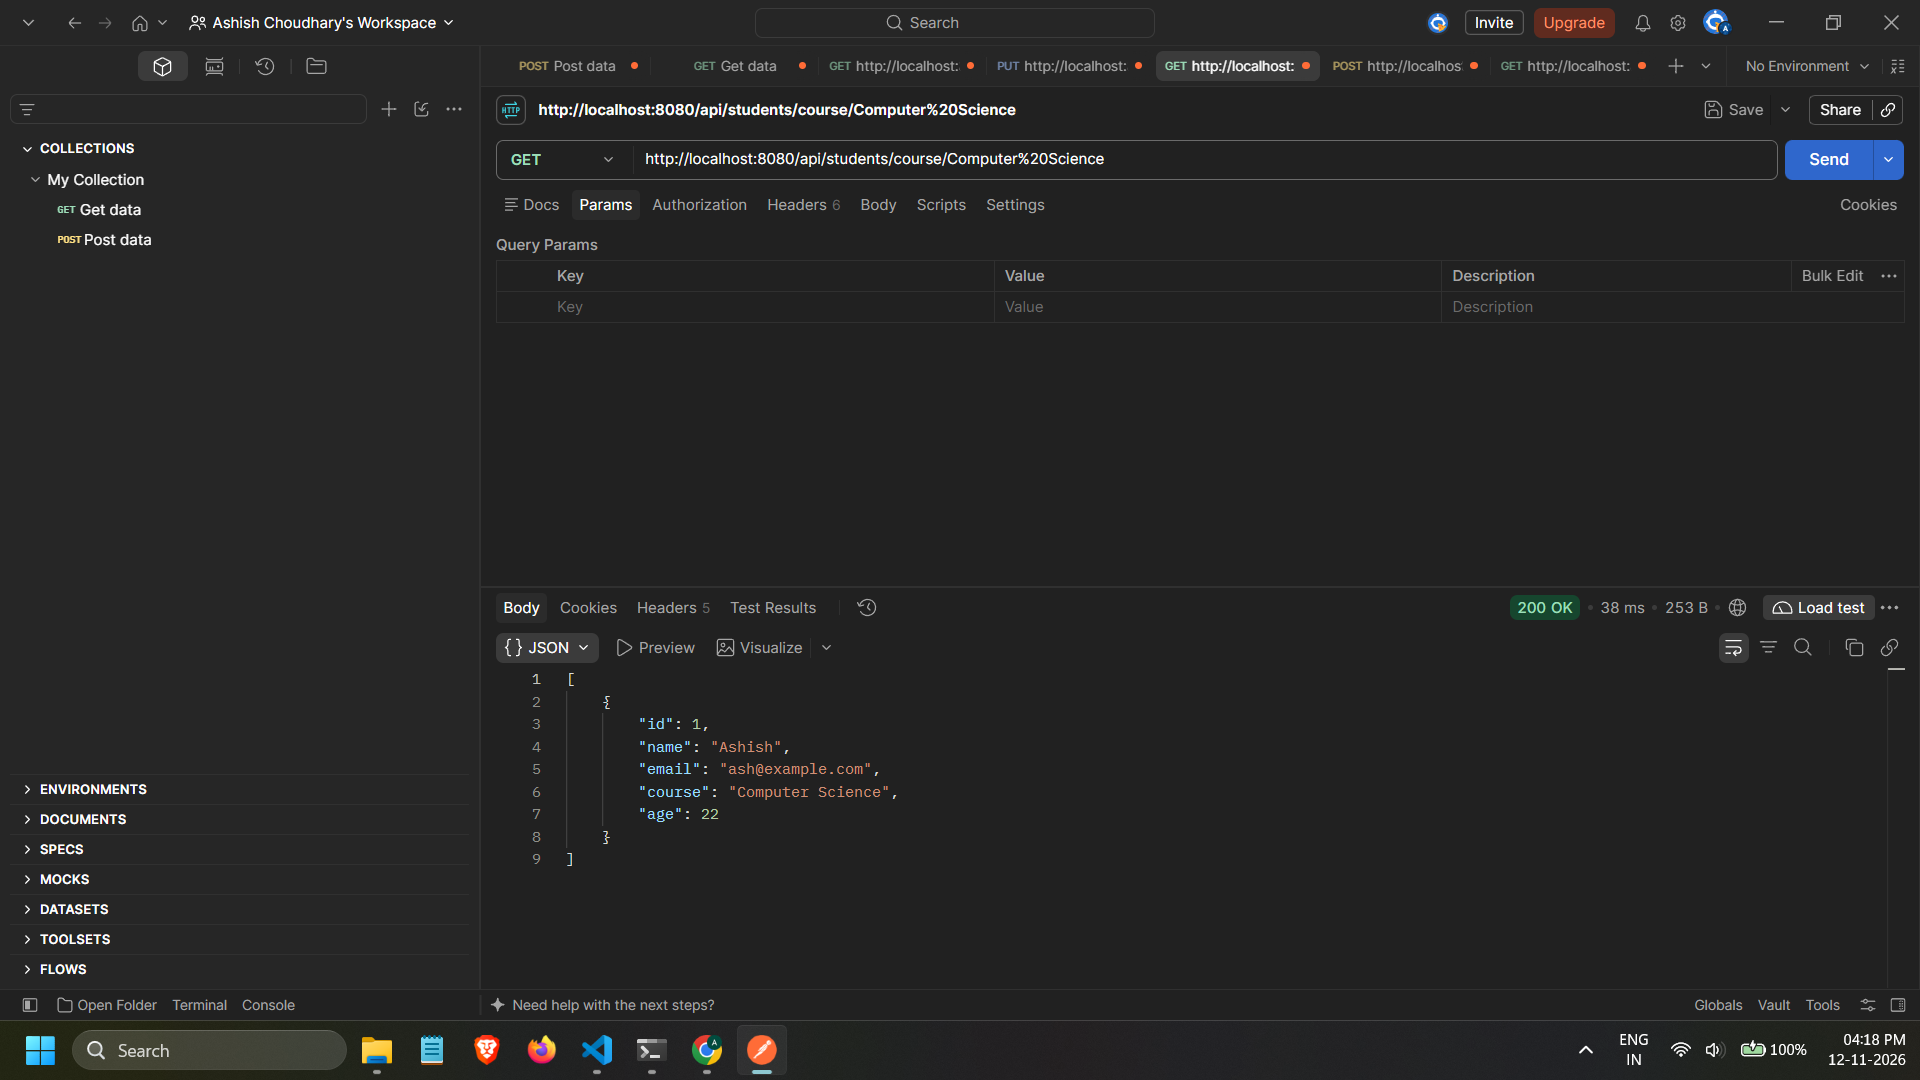 Ashish Choudhary's Workspace
Search
Invite
Upgrade
POST Post data
GET Get data
GET http://localhost:
PUT http://localhost:
GET http://localhost:
POST http://localhos
GET http://localhost:
No Environment
HTTP http://localhost:8080/api/students/course/Computer%20Science
Save
Share
COLLECTIONS
My Collection
GET Get data
POST Post data
GET http://localhost:8080/api/students/course/Computer%20Science
Send
Docs Params Authorization Headers 6 Body Scripts Settings
Cookies
Query Params
Key Value Description Bulk Edit
Key Value Description
Body Cookies Headers 5 Test Results
200 OK • 38 ms • 253 B
Load test
{} JSON Preview Visualize
1 [
2 {
3 "id": 1,
4 "name": "Ashish",
5 "email": "ash@example.com",
6 "course": "Computer Science",
7 "age": 22
8 }
9 ]
ENVIRONMENTS
DOCUMENTS
SPECS
MOCKS
DATASETS
TOOLSETS
FLOWS
Open Folder Terminal Console
Need help with the next steps?
Globals Vault Tools
Search
A
ENG
IN
100%
04:18 PM
12-11-2026